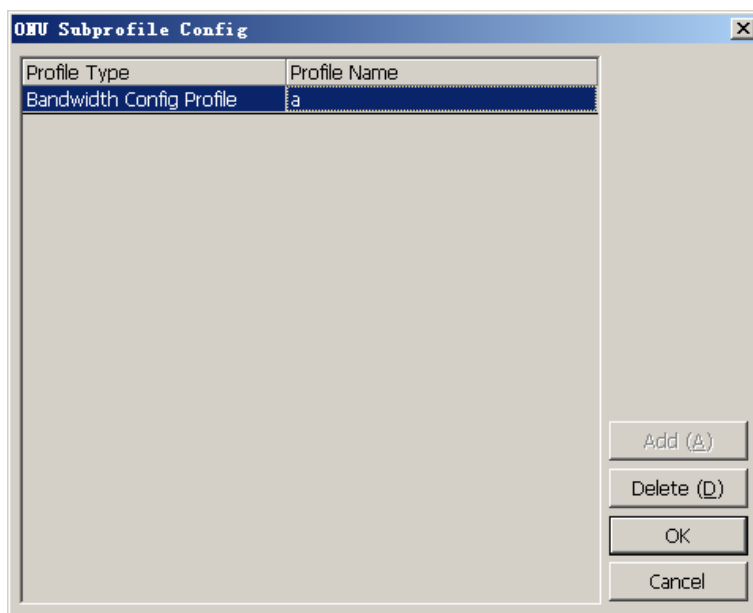 ONU Subprofile Config
Profile Type Profile Name
Bandwidth Config Profile a
Add (A)
Delete (D)
OK
Cancel